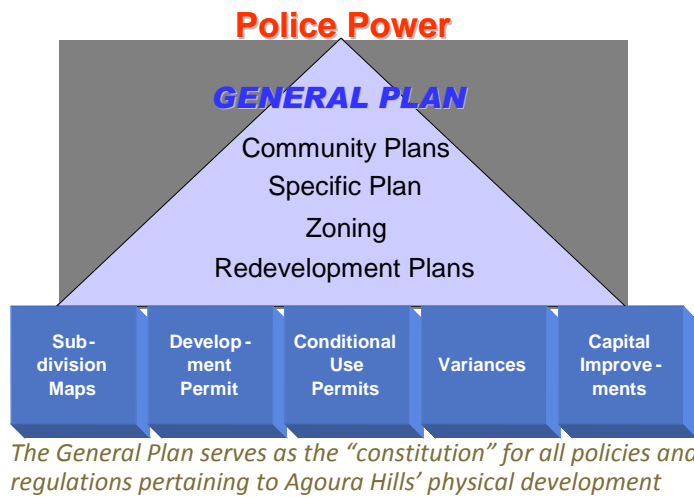 Police Power
GENERAL PLAN
Community Plans
Specific Plan
Zoning
Redevelopment Plans
Sub-
division
Maps
Develop -
ment
Permit
Conditional
Use
Permits
Variances
Capital
Improve -
ments
The General Plan serves as the “constitution” for all policies and
regulations pertaining to Agoura Hills’ physical development